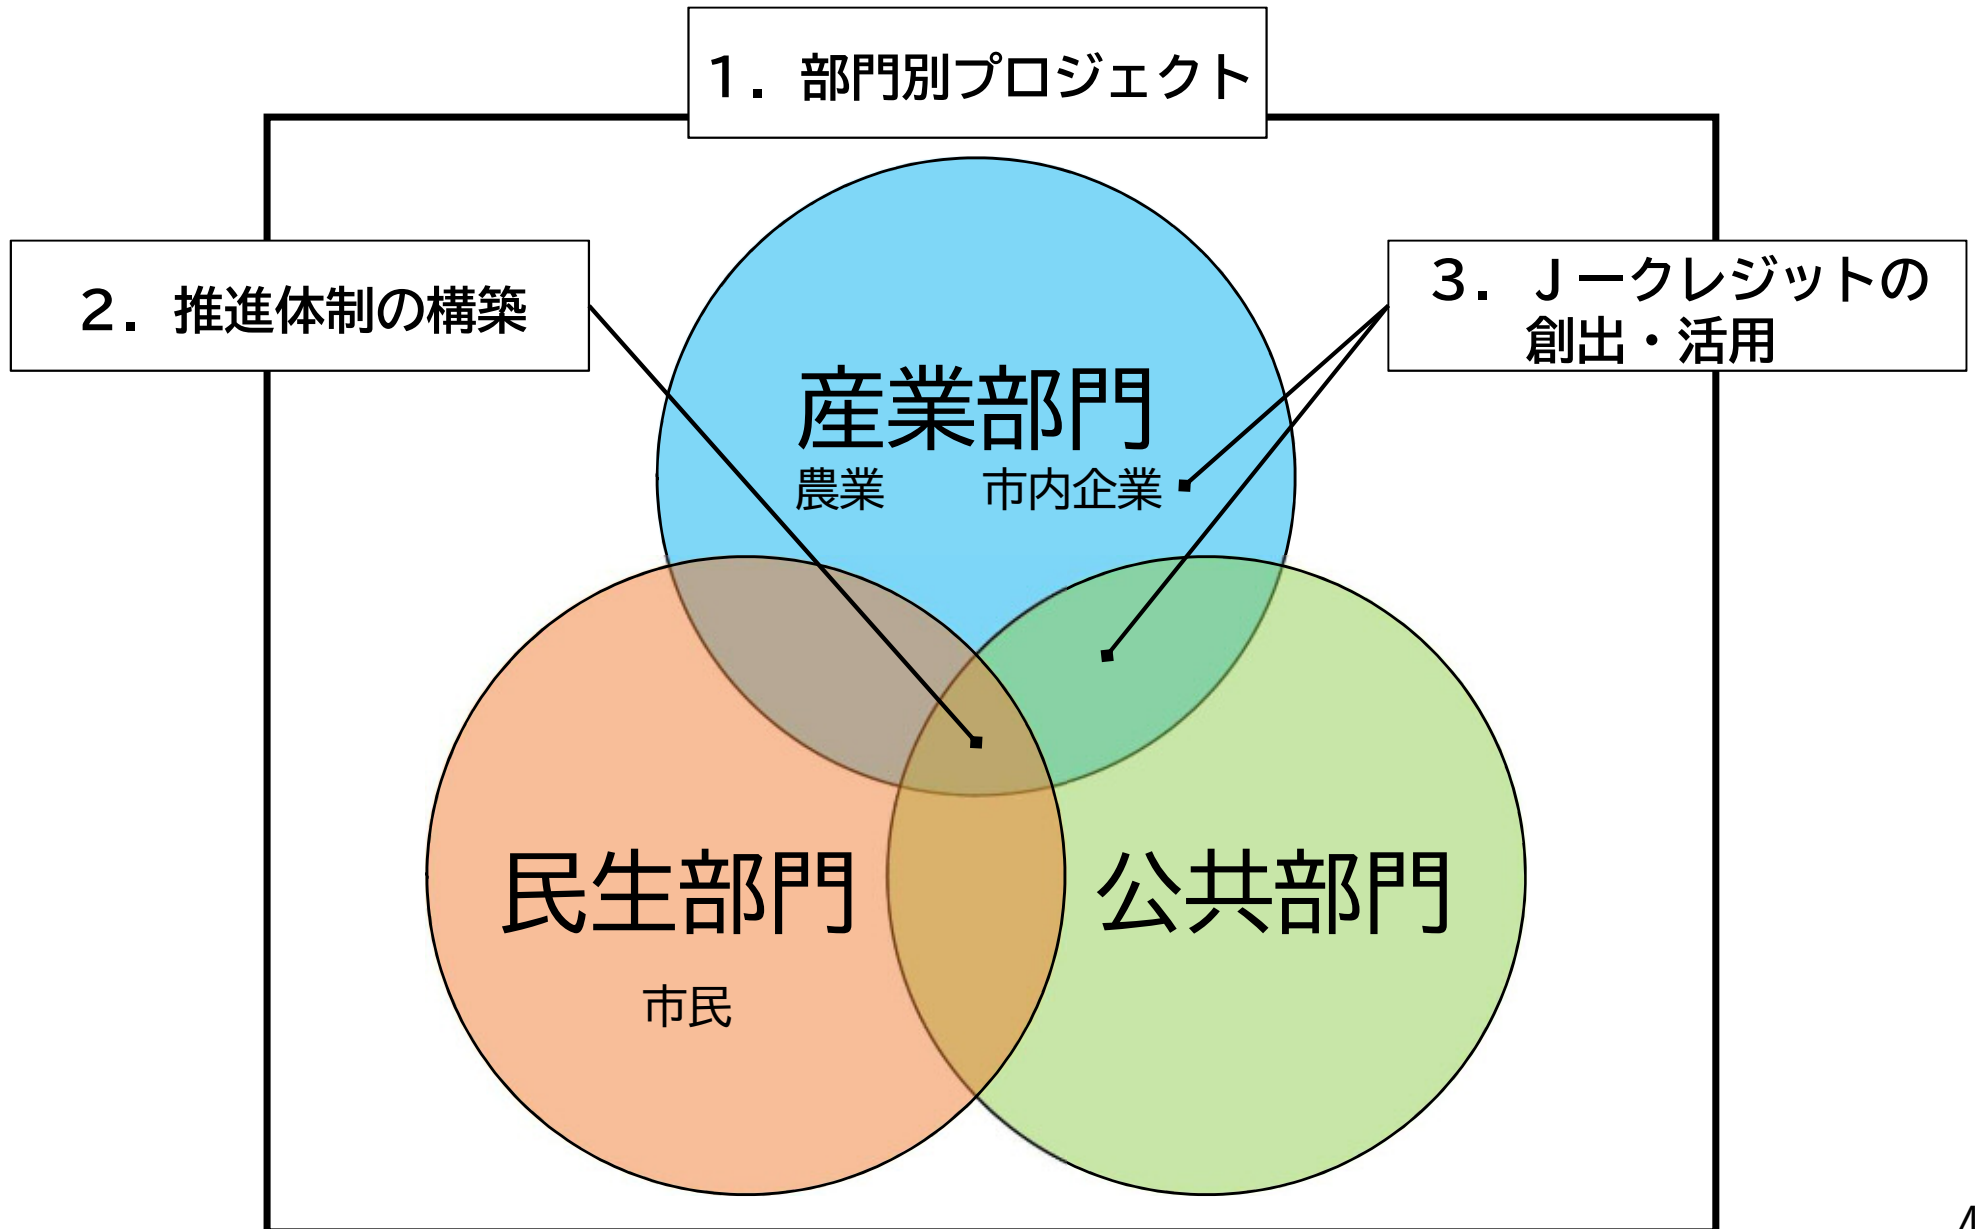 １．部門別プロジェクト
２．推進体制の構築
３．Ｊークレジットの
創出・活用
産業部門
農業　　市内企業
民生部門
市民
公共部門